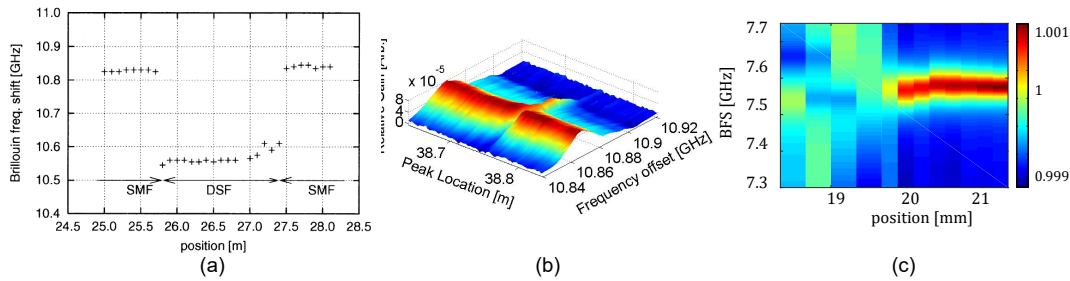 Brillouin freq. shift [GHz]
11.0
10.9
10.8
10.7
10.6
10.5
10.4
SMF
DSF
SMF
24.5 25.0 25.5 26.0 26.5 27.0 27.5 28.0 28.5
position [m]
(a)
x 10
-5
8
4
0
38.7
38.8
Peak Location [m]
10.84
10.86
10.88
10.9
10.92
Frequency offset [GHz]
(b)
BFS [GHz]
7.7
7.5
7.4
7.3
19 20 21
position [mm]
1.001
1
0.999
(c)